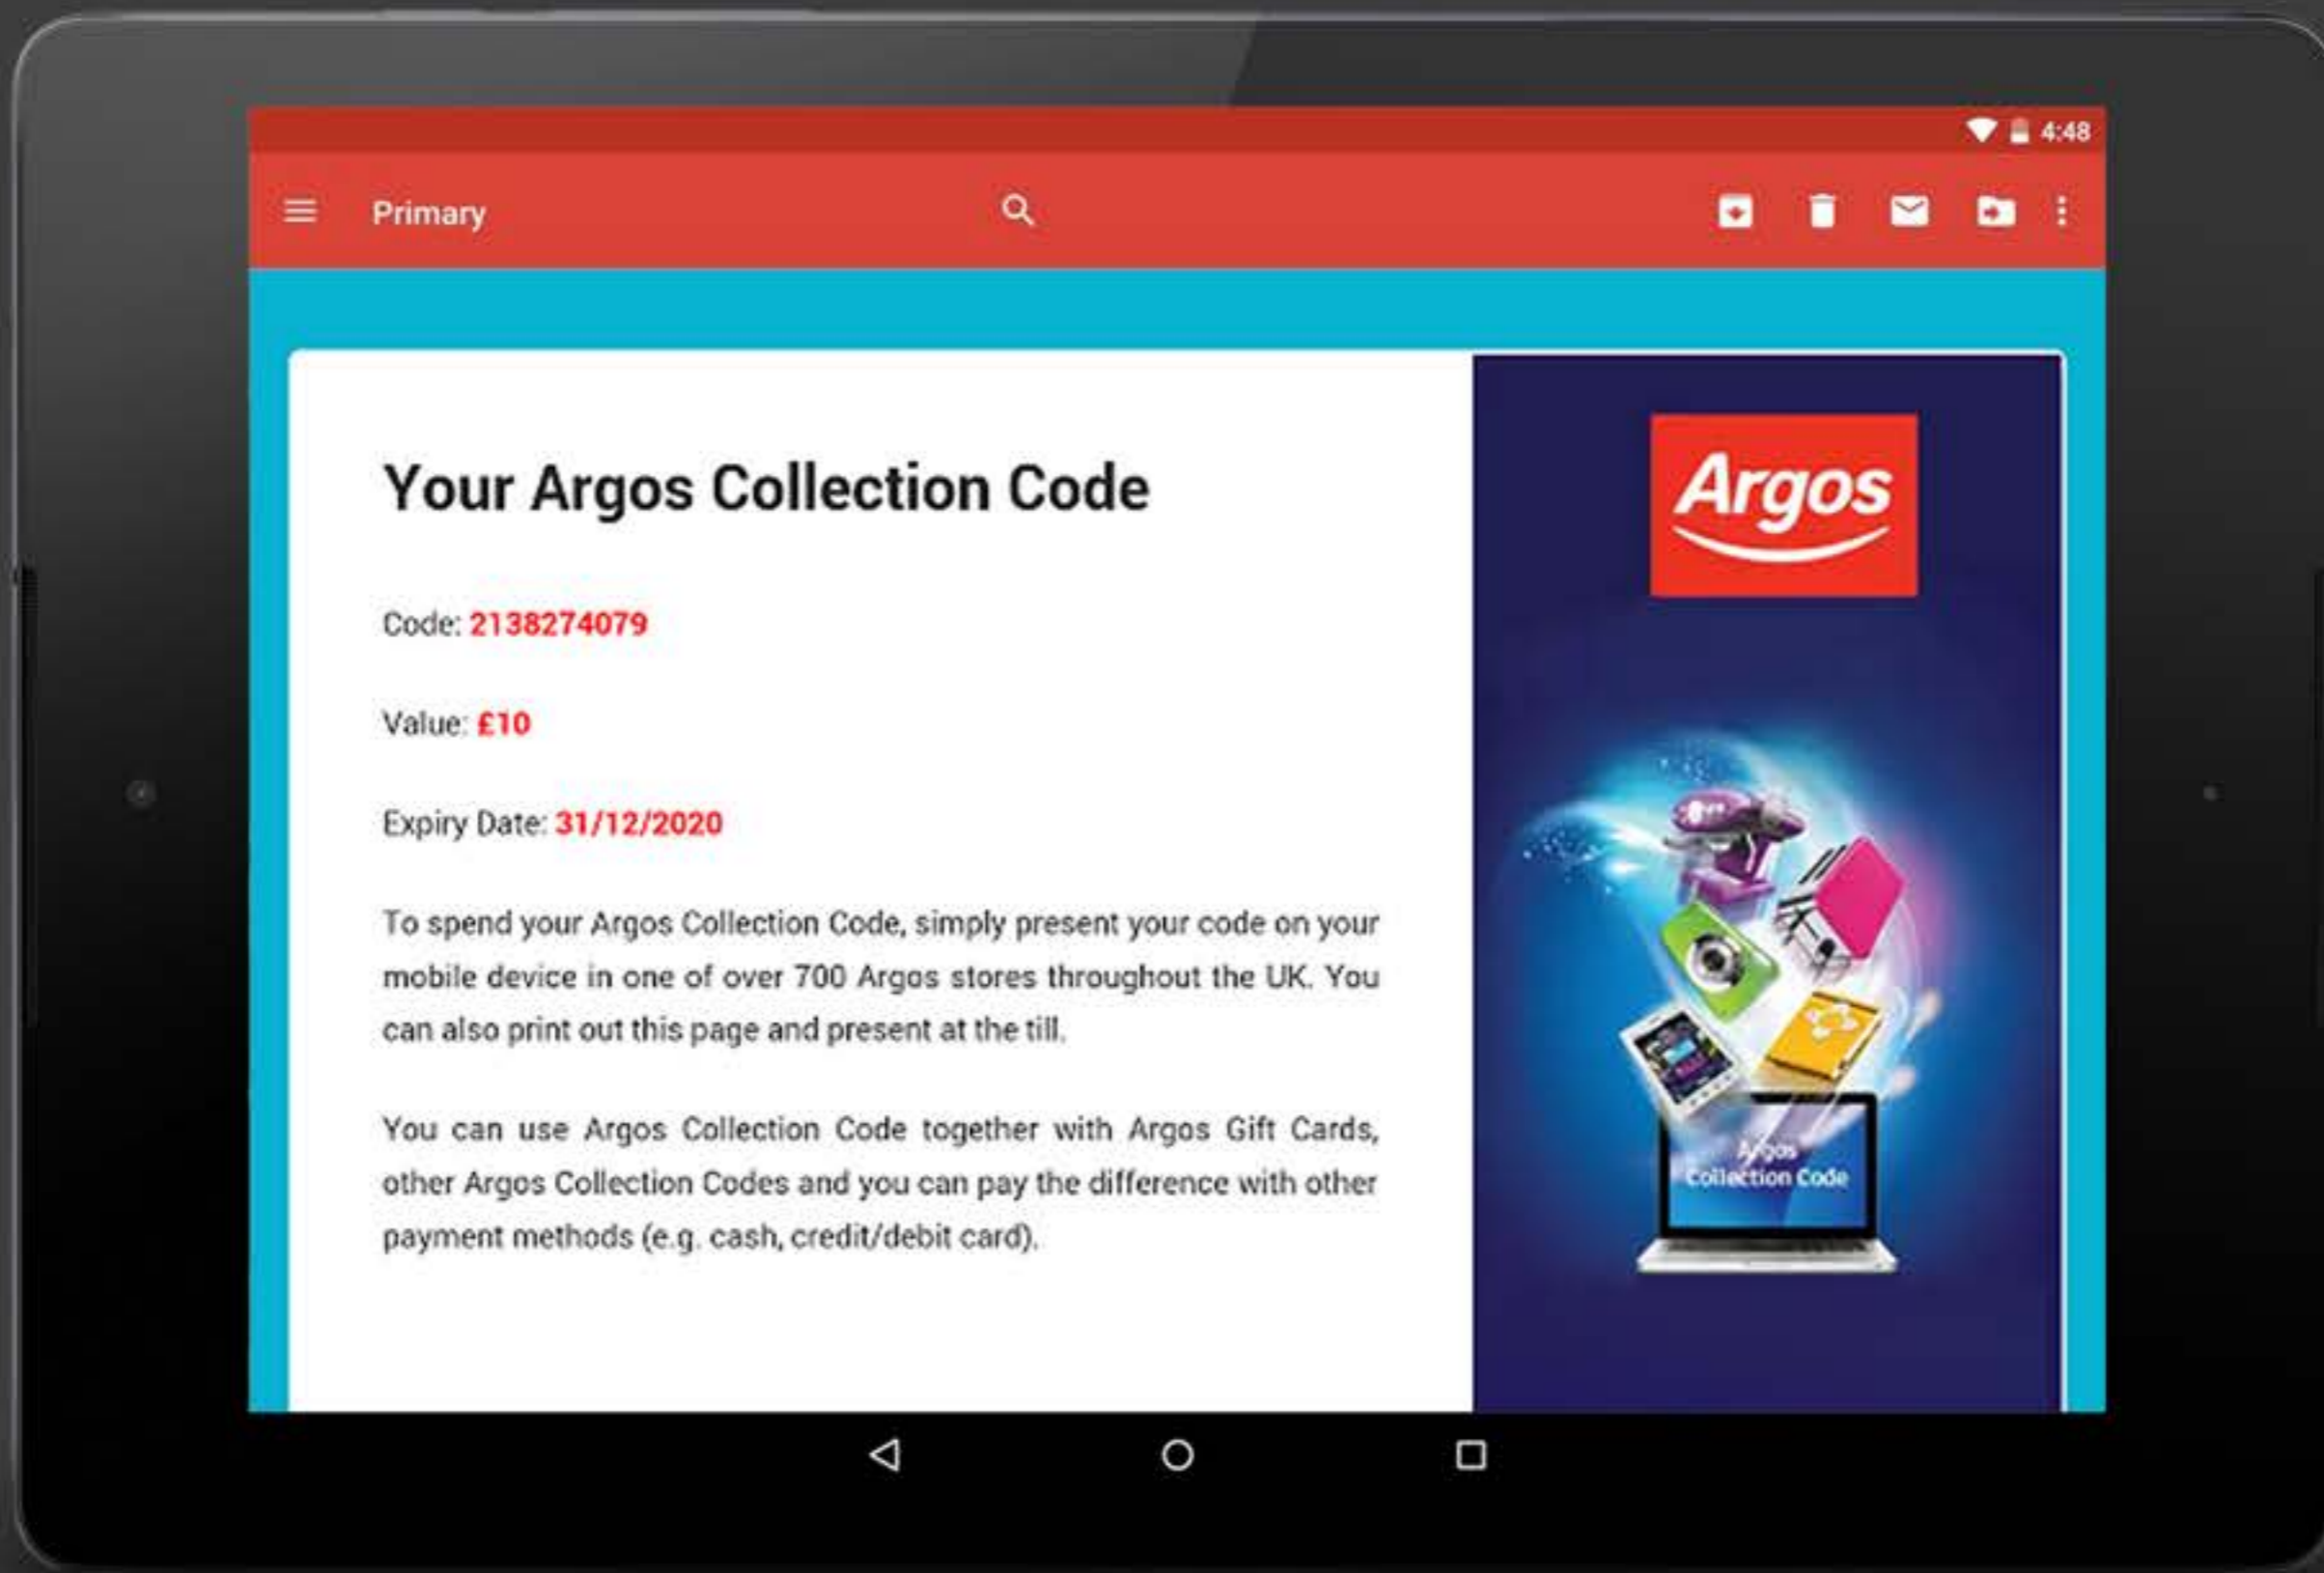 4:48
Primary
Your Argos Collection Code
Argos
Code: 2138274079
Value: £10
Expiry Date: 31/12/2020
To spend your Argos Collection Code, simply present your code on your
mobile device in one of over 700 Argos stores throughout the UK. You
can also print out this page and present at the till.
You can use Argos Collection Code together with Argos Gift Cards,
other Argos Collection Codes and you can pay the difference with other
payment methods (e.g. cash, credit/debit card).
Argos
Collection Code